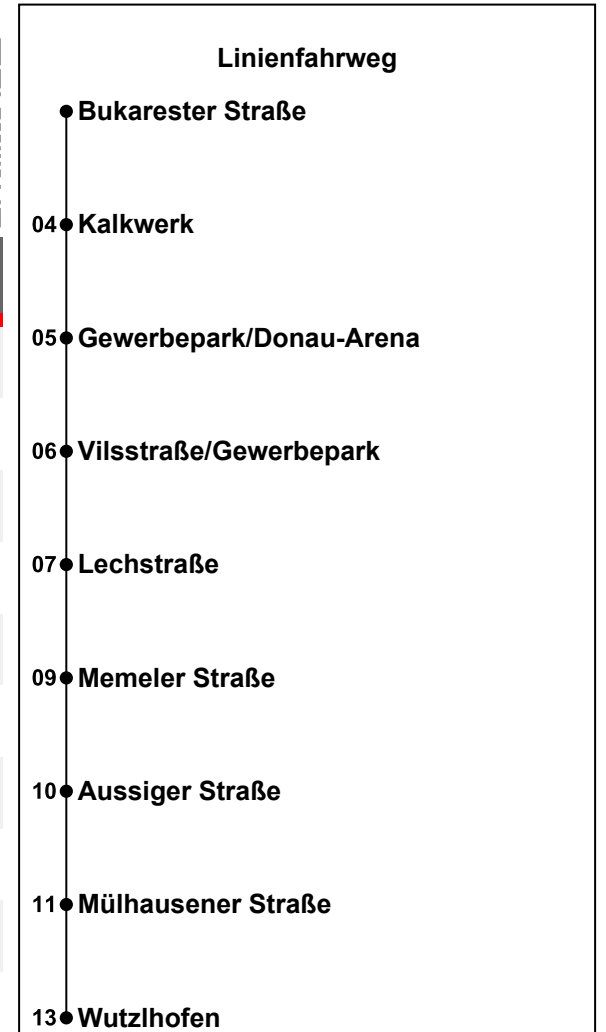 Linienfahrweg
Bukarester Straße
04 Kalkwerk
05 Gewerbepark/Donau-Arena
06 Vilsstraße/Gewerbepark
07 Lechstraße
09 Memeler Straße
10 Aussiger Straße
11 Mülhausener Straße
13 Wutzlhofen